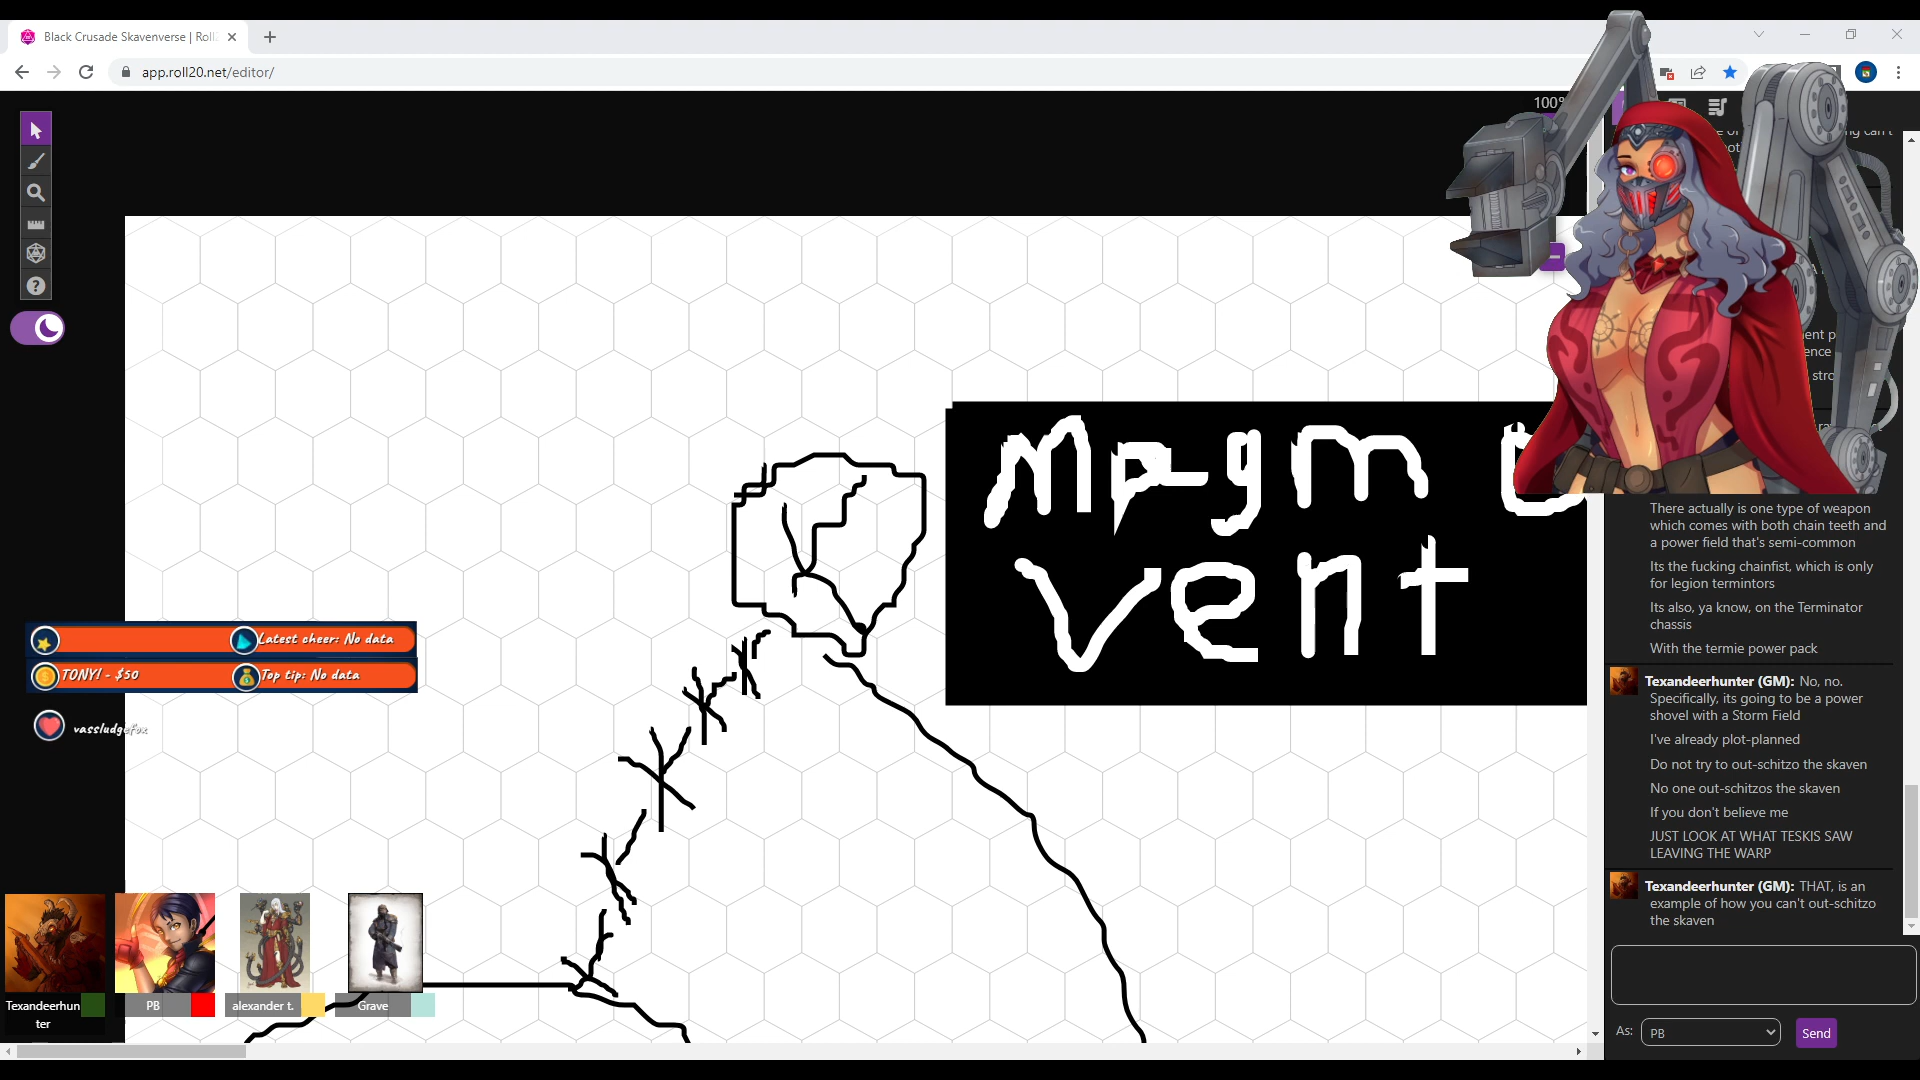 Black Crusade Skavenverse | Roll
app.roll20.net/editor/
100%
vent
Latest cheer: No data
TONY! - $50
Top tip: No data
vassludgefox
There actually is one type of weapon
which comes with both chain teeth and
a power field that's semi-common
Its the fucking chainfist, which is only
for legion termintors
Its also, ya know, on the Terminator
chassis
With the termie power pack
Texandeerhunter (GM): No, no.
Specifically, its going to be a power
shovel with a Storm Field
I've already plot-planned
Do not try to out-schitzo the skaven
No one out-schitzos the skaven
If you don't believe me
JUST LOOK AT WHAT TESKIS SAW
LEAVING THE WARP
Texandeerhunter (GM): THAT, is an
example of how you can't out-schitzo
the skaven
Texandeerhun
ter
PB
alexander t.
Grave
As:
PB
Send